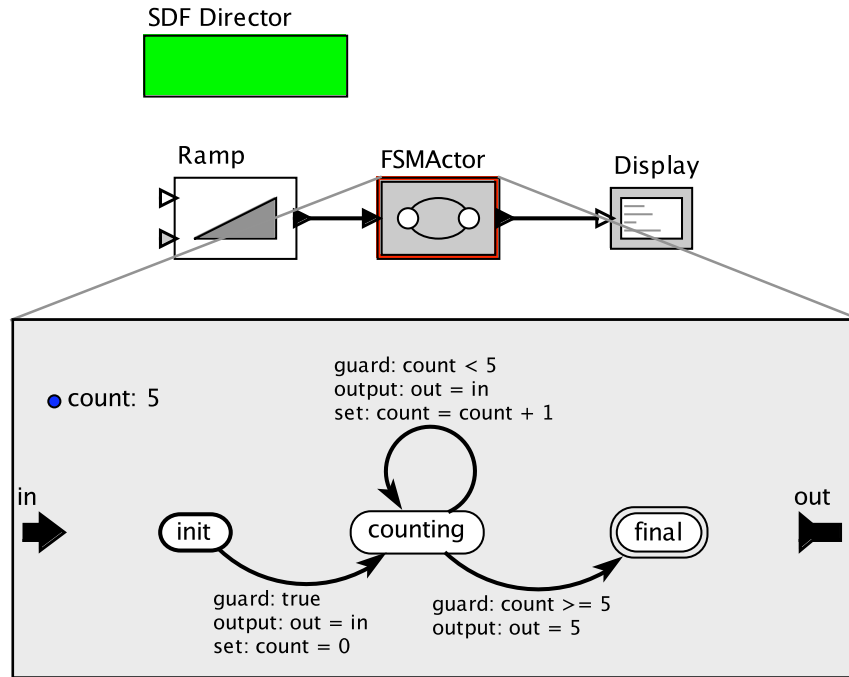 SDF Director
Ramp
FSMActor
Display
guard: count < 5
output: out = in
set: count = count + 1
count: 5
in
out
init
counting
final
guard: true
output: out = in
set: count = 0
guard: count >= 5
output: out = 5